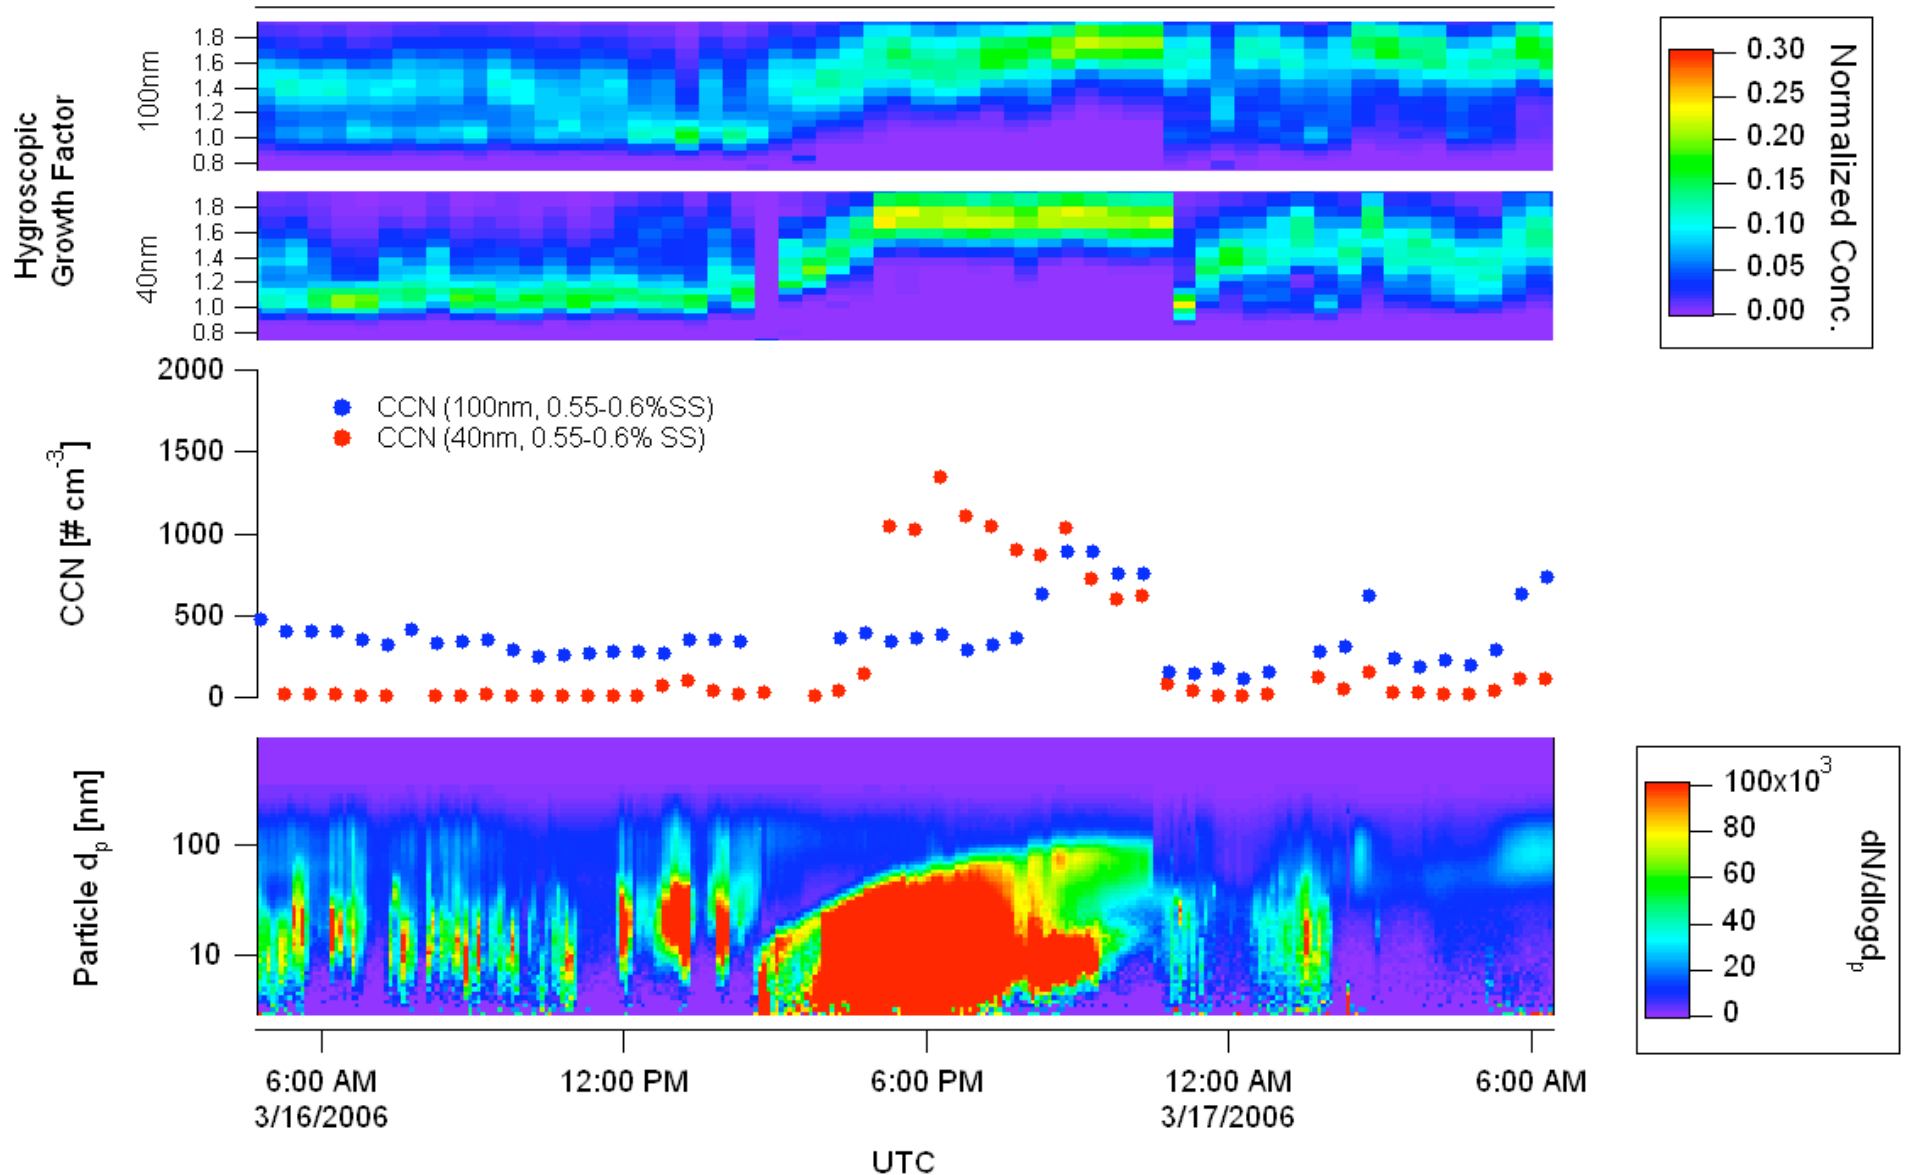 Hygroscopic
Growth Factor
100nm
1.8
1.6
1.4
1.2
1.0
0.8
40nm
1.8
1.6
1.4
1.2
1.0
0.8
0.30
0.25
0.20
0.15
0.10
0.05
0.00
Normalized Conc.
CCN [# cm-3]
2000
1500
1000
500
0
CCN (100nm, 0.55-0.6%SS)
CCN (40nm, 0.55-0.6% SS)
Particle dp [nm]
100
10
100x103
80
60
40
20
0
dN/dlogdp
6:00 AM
3/16/2006
12:00 PM
6:00 PM
12:00 AM
3/17/2006
6:00 AM
UTC